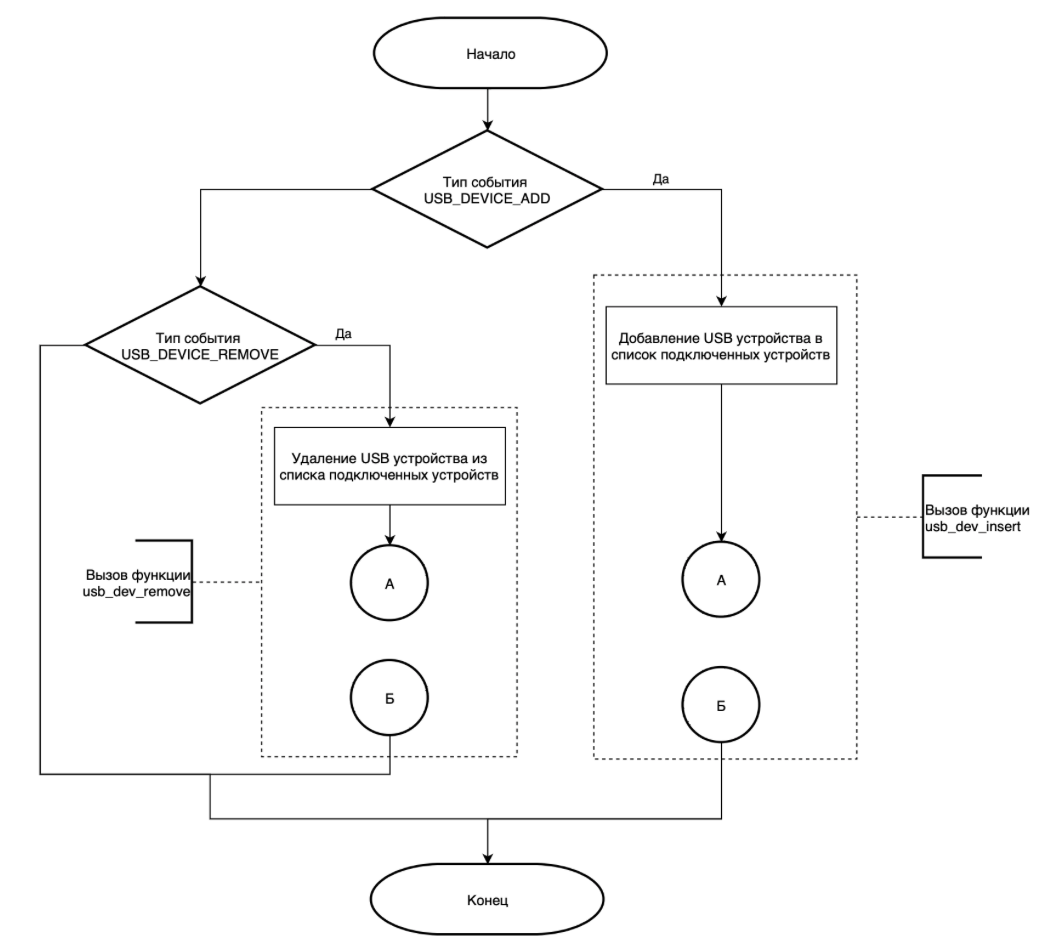 Начало
Тип события
USB_DEVICE_ADD
Да
Тип события
USB_DEVICE_REMOVE
Да
Добавление USB устройства в
список подключенных устройств
Удаление USB устройства из
списка подключенных устройств
Вызов функции
usb_dev_insert
Вызов функции
usb_dev_remove
А
А
Б
Б
Конец